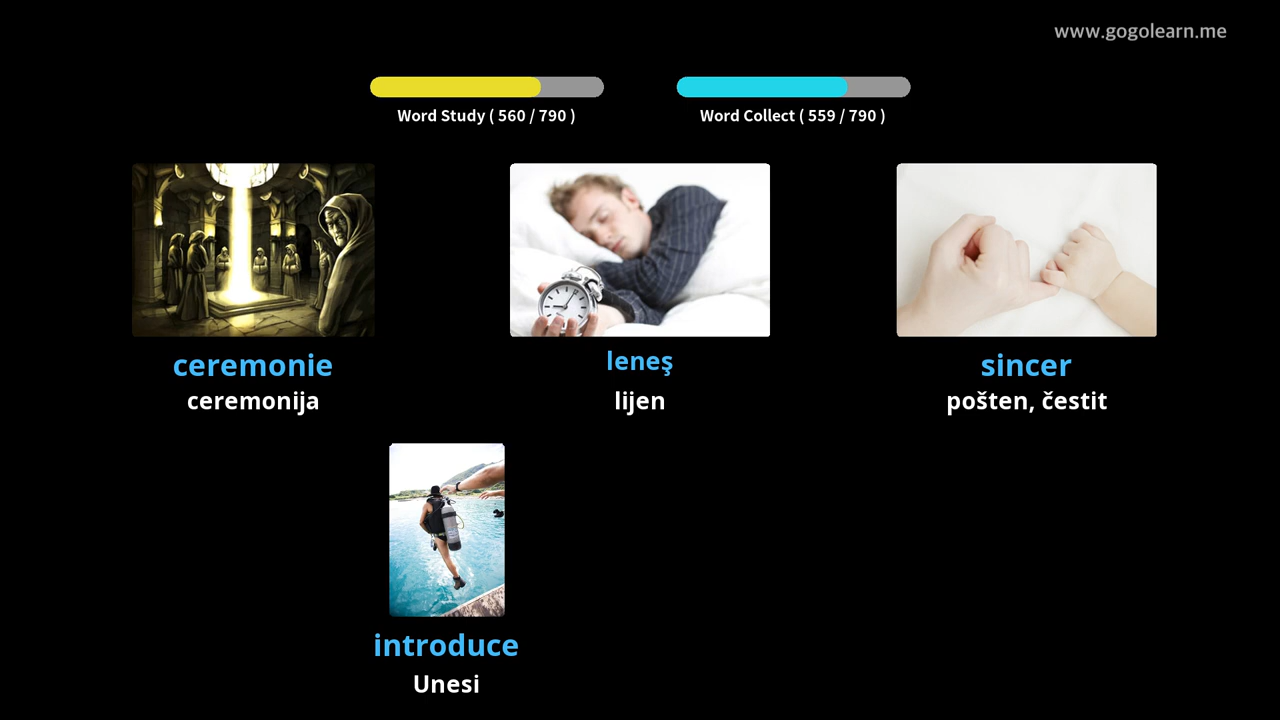 www.gogolearn.me
Word Study ( 560 / 790 )
Word Collect ( 559 / 790 )
ceremonie
ceremonija
leneş
lijen
sincer
pošten, čestit
introduce
Unesi